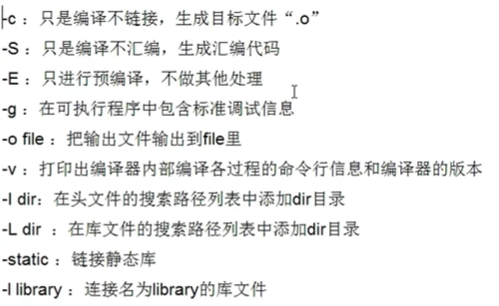 -c ：只是编译不链接，生成目标文件“.o”
-S ：只是编译不汇编，生成汇编代码
-E ：只进行预编译，不做其他处理
-g ：在可执行程序中包含标准调试信息
-o file ：把输出文件输出到file里
-v ：打印出编译器内部编译各过程的命令行信息和编译器的版本
-I dir：在头文件的搜索路径列表中添加dir目录
-L dir ：在库文件的搜索路径列表中添加dir目录
-static ：链接静态库
-l library ：连接名为library的库文件